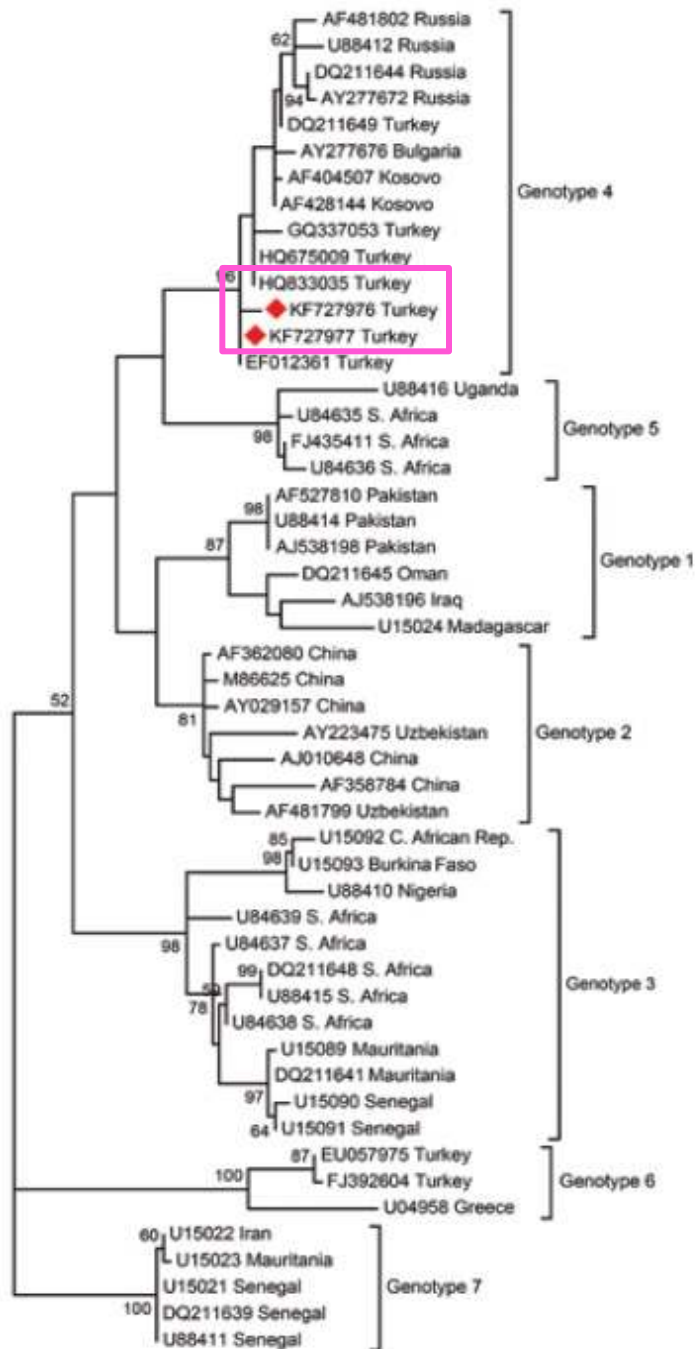 AF481802 Russia
62
U88412 Russia
DQ211644 Russia
94
AY277672 Russia
DQ211649 Turkey
AY277676 Bulgaria
AF404507 Kosovo
Genotype 4
AF428144 Kosovo
GQ337053 Turkey
HQ675009 Turkey
HQ833035 Turkey
KF727976 Turkey
KF727977 Turkey
EF012361 Turkey
U88416 Uganda
U84635 S. Africa
Genotype 5
98
FJ435411 S. Africa
U84636 S. Africa
AF527810 Pakistan
98
U88414 Pakistan
87
AJ538198 Pakistan
Genotype 1
DQ211645 Oman
AJ538196 Iraq
U15024 Madagascar
AF362080 China
M86625 China
52
AY029157 China
81
AY223475 Uzbekistan
Genotype 2
AJ010648 China
AF358784 China
AF481799 Uzbekistan
85
U15092 C. African Rep.
98
U15093 Burkina Faso
U88410 Nigeria
U84639 S. Africa
98
U84637 S. Africa
99
DQ211648 S. Africa
Genotype 3
U88415 S. Africa
78
U84638 S. Africa
U15089 Mauritania
DQ211641 Mauritania
97
U15090 Senegal
64
U15091 Senegal
87
EU057975 Turkey
100
FJ392604 Turkey
Genotype 6
U04958 Greece
60
U15022 Iran
U15023 Mauritania
U15021 Senegal
Genotype 7
100
DQ211639 Senegal
U88411 Senegal